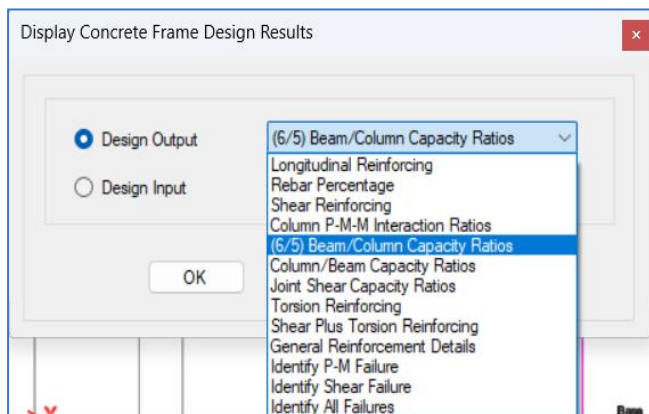 Display Concrete Frame Design Results
×
Design Output
(6/5) Beam/Column Capacity Ratios
Design Input
Longitudinal Reinforcing
Rebar Percentage
Shear Reinforcing
Column P-M-M Interaction Ratios
(6/5) Beam/Column Capacity Ratios
Column/Beam Capacity Ratios
Joint Shear Capacity Ratios
Torsion Reinforcing
Shear Plus Torsion Reinforcing
General Reinforcement Details
Identify P-M Failure
Identify Shear Failure
Identify All Failures
OK
X
Base